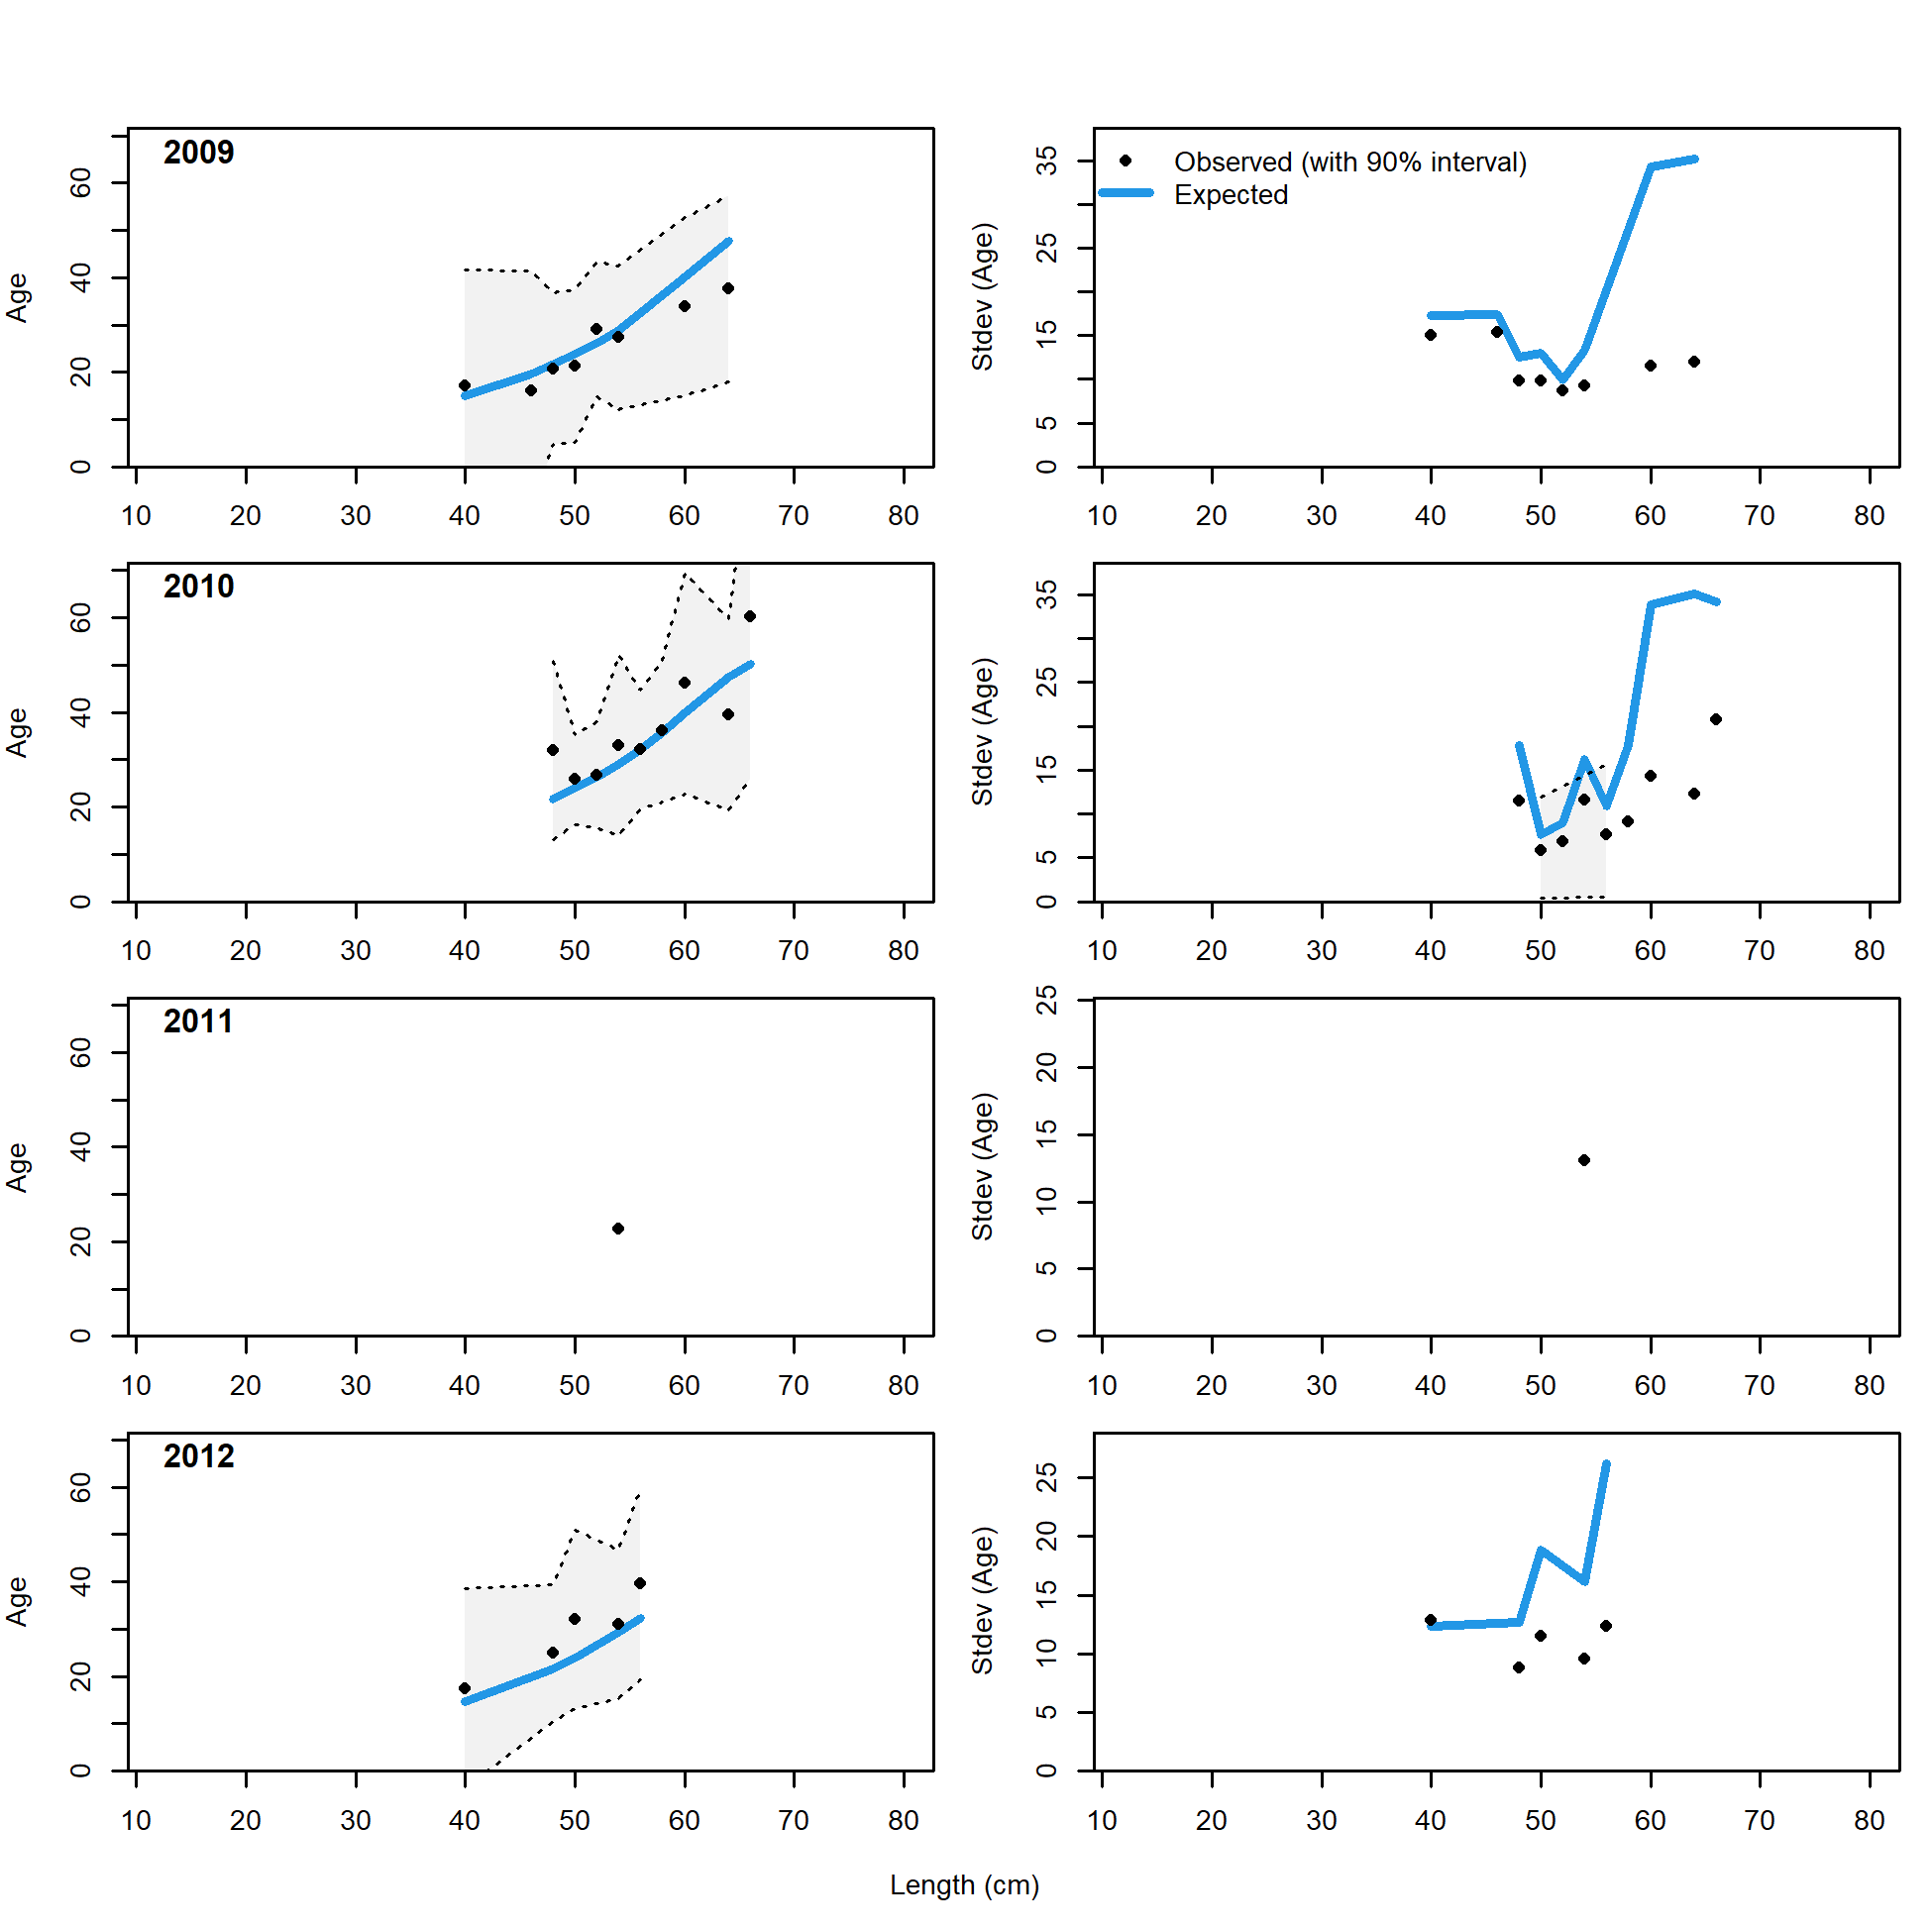 2009
Age
0 20 40 60
10 20 30 40 50 60 70 80
Observed (with 90% interval)
Expected
Stdev (Age)
0 5 15 25 35
10 20 30 40 50 60 70 80
2010
Age
0 20 40 60
10 20 30 40 50 60 70 80
Stdev (Age)
0 5 15 25 35
10 20 30 40 50 60 70 80
2011
Age
0 20 40 60
10 20 30 40 50 60 70 80
Stdev (Age)
0 5 10 15 20 25
10 20 30 40 50 60 70 80
2012
Age
0 20 40 60
10 20 30 40 50 60 70 80
Stdev (Age)
0 5 10 15 20 25
10 20 30 40 50 60 70 80
Length (cm)